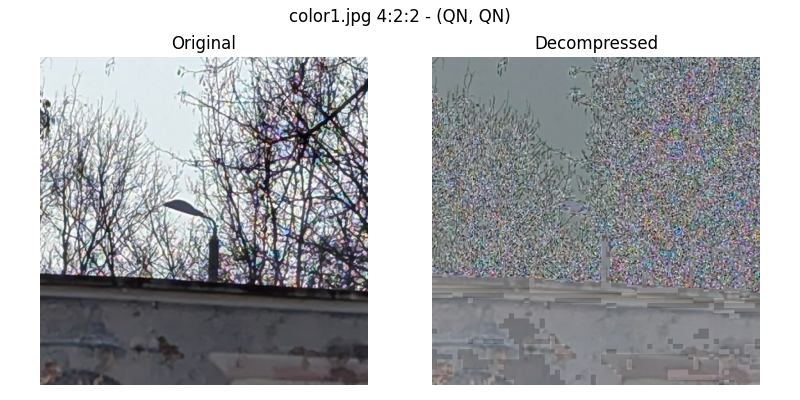 color1.jpg 4:2:2 - (QN, QN)
Original
Decompressed